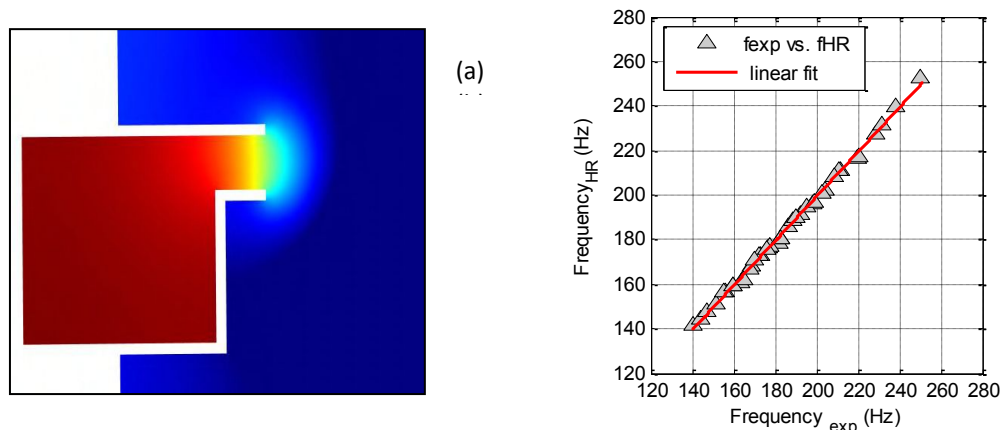 (a)
280
260
240
220
200
180
160
140
120
Frequency_HR (Hz)
fexp vs. fHR
linear fit
120 140 160 180 200 220 240 260 280
Frequency _exp (Hz)